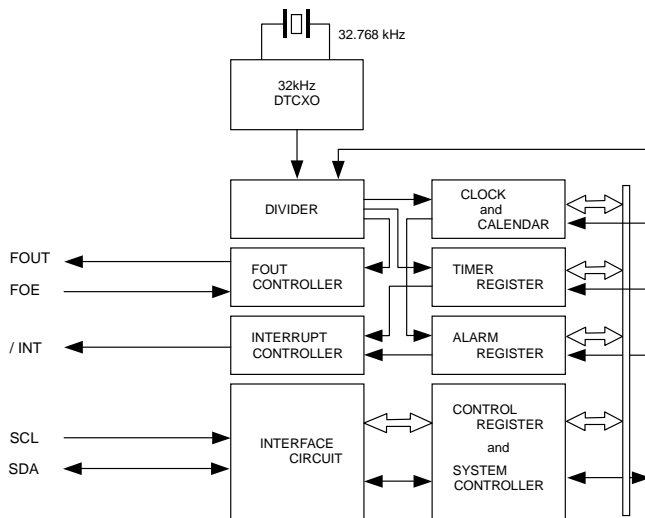 32.768 kHz
32kHz
DTCXO
DIVIDER
CLOCK
and
CALENDAR
FOUT
FOE
FOUT
CONTROLLER
TIMER
REGISTER
/ INT
INTERRUPT
CONTROLLER
ALARM
REGISTER
SCL
SDA
INTERFACE
CIRCUIT
CONTROL
REGISTER
and
SYSTEM
CONTROLLER